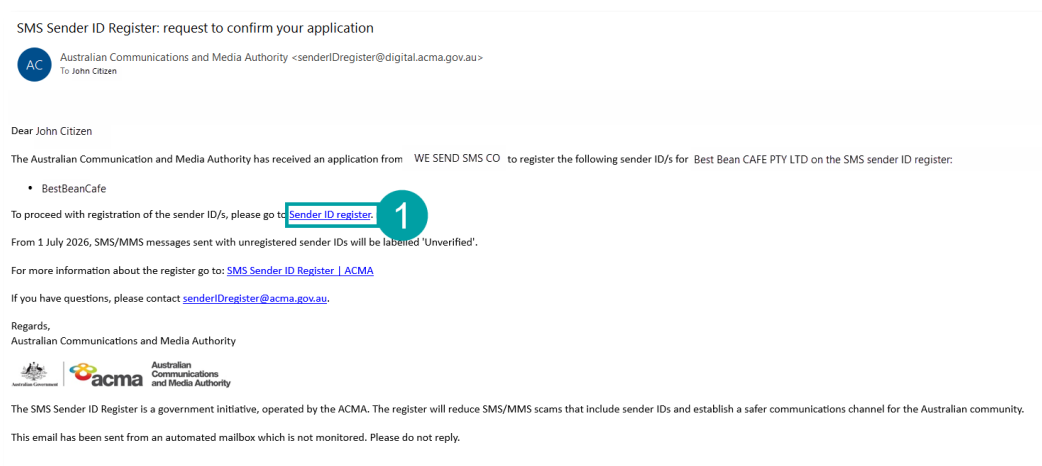 SMS Sender ID Register: request to confirm your application
AC
Australian Communications and Media Authority <senderIDregister@digital.acma.gov.au>
To John Citizen
Dear John Citizen
The Australian Communication and Media Authority has received an application from WE SEND SMS CO to register the following sender ID/s for Best Bean CAFE PTY LTD on the SMS sender ID register:
• BestBeanCafe
To proceed with registration of the sender ID/s, please go to Sender ID register.
1
From 1 July 2026, SMS/MMS messages sent with unregistered sender IDs will be labelled 'Unverified'.
For more information about the register go to: SMS Sender ID Register | ACMA
If you have questions, please contact senderIDregister@acma.gov.au.
Regards,
Australian Communications and Media Authority
Australian Government
acma
Australian
Communications
and Media Authority
The SMS Sender ID Register is a government initiative, operated by the ACMA. The register will reduce SMS/MMS scams that include sender IDs and establish a safer communications channel for the Australian community.
This email has been sent from an automated mailbox which is not monitored. Please do not reply.